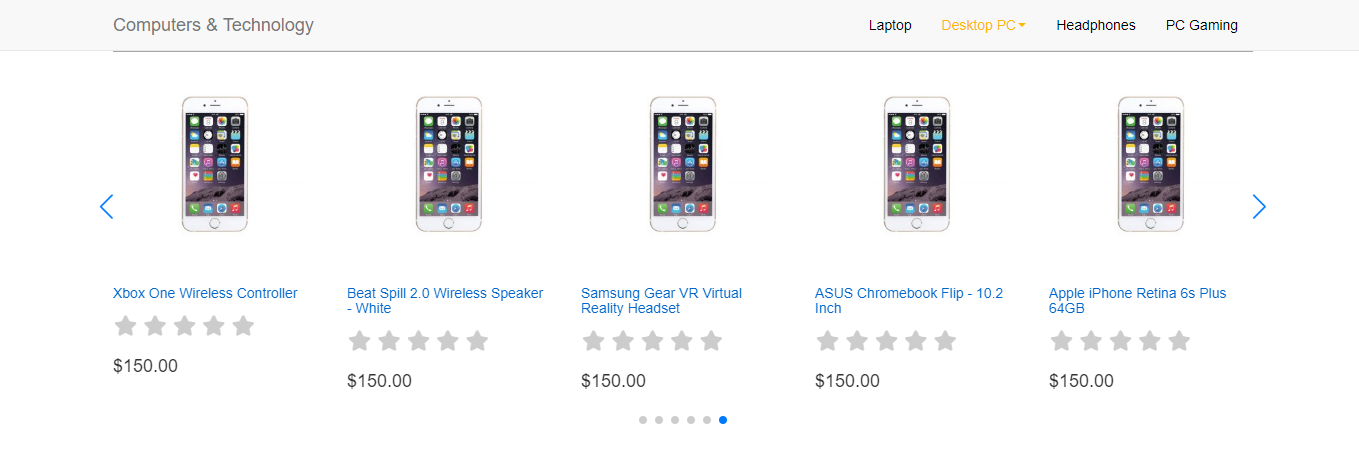 Computers & Technology
Laptop
Desktop PC
Headphones
PC Gaming
Xbox One Wireless Controller
$150.00
Beat Spill 2.0 Wireless Speaker
- White
$150.00
Samsung Gear VR Virtual
Reality Headset
$150.00
ASUS Chromebook Flip - 10.2
Inch
$150.00
Apple iPhone Retina 6s Plus
64GB
$150.00